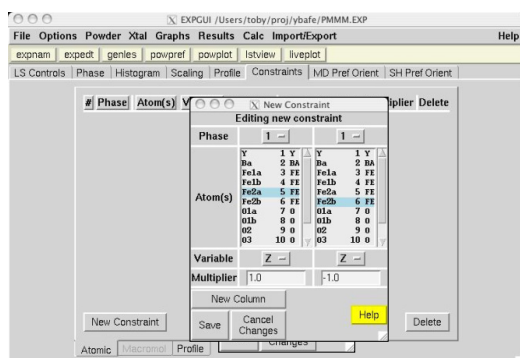 EXPGUI /Users/toby/proj/ybafe/PMMM.EXP
File Options Powder Xtal Graphs Results Calc Import/Export Help
expnam expedt genles powpref powplot lstview liveplot
LS Controls Phase Histogram Scaling Profile Constraints MD Pref Orient SH Pref Orient
# Phase Atom(s) V
iplier Delete
New Constraint
Editing new constraint
Phase 1 1
Atom(s)
Y 1 Y
Ba 2 BA
Fe1a 3 FE
Fe1b 4 FE
Fe2a 5 FE
Fe2b 6 FE
O1a 7 O
O1b 8 O
O2 9 O
O3 10 O
Y 1 Y
Ba 2 BA
Fe1a 3 FE
Fe1b 4 FE
Fe2a 5 FE
Fe2b 6 FE
O1a 7 O
O1b 8 O
O2 9 O
O3 10 O
Variable Z Z
Multiplier 1.0 -1.0
New Column
Save Cancel Changes Help
New Constraint Delete
Changes
Atomic Macromol Profile